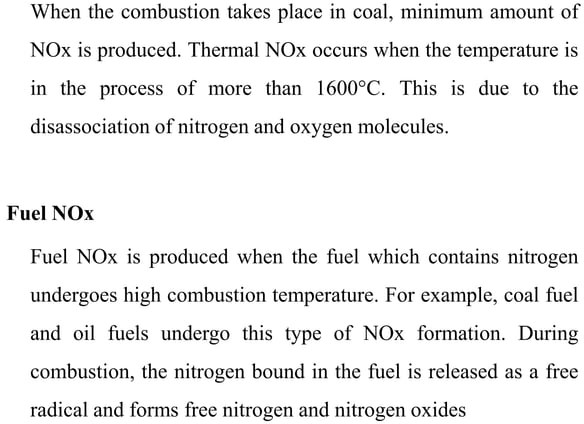 When the combustion takes place in coal, minimum amount of
NOx is produced. Thermal NOx occurs when the temperature is
in the process of more than 1600°C. This is due to the
disassociation of nitrogen and oxygen molecules.
Fuel NOx
Fuel NOx is produced when the fuel which contains nitrogen
undergoes high combustion temperature. For example, coal fuel
and oil fuels undergo this type of NOx formation. During
combustion, the nitrogen bound in the fuel is released as a free
radical and forms free nitrogen and nitrogen oxides